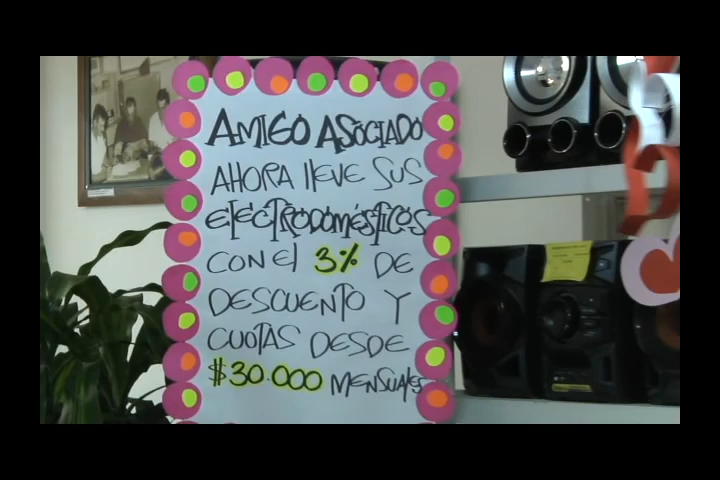 AMIGO ASOCIADO
AHORA llEVE SUS
ElECTRODOMÉSTICOS
CON El 3% DE
DESCUENTO Y
CUOTAS DESDE
$30.000 MENSUALES